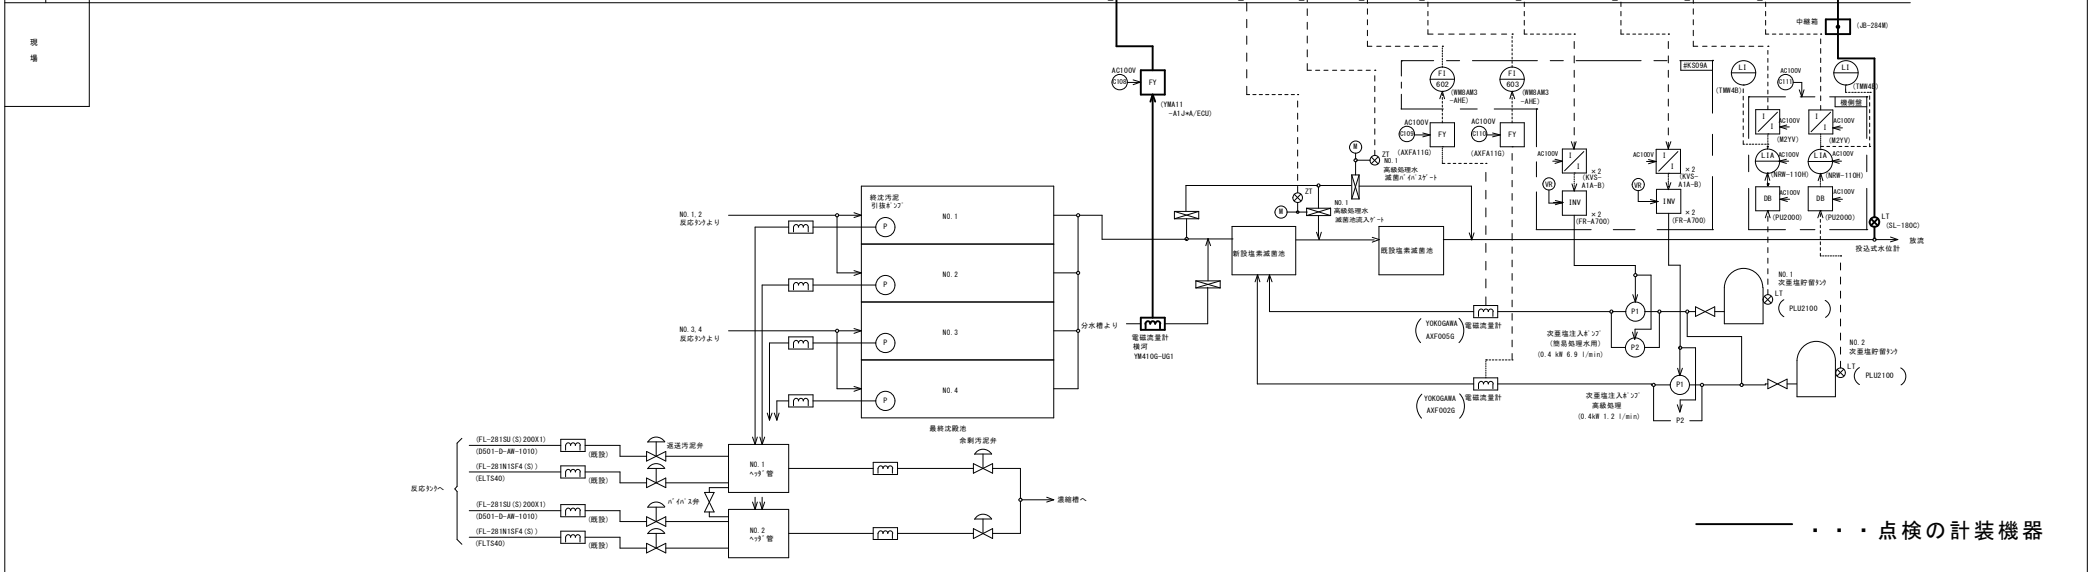 現
場
中継箱
(JB-284M)
AC100V
C108
FY
(YMA11
-A1J*A/ECU)
FI
602
(WM8AM3
-AHE)
FI
603
(WM8AM3
-AHE)
#KS09A
LI
(TMW4B)
AC100V
C111
LI
(TMW4B)
機側盤
AC100V
C109
FY
(AXFA11G)
AC100V
C110
FY
(AXFA11G)
M
ZT
NO.1
高級処理水
滅菌バイパスゲート
AC100V
I
I
×2
(KVS-
A1A-B)
VR
INV
×2
(FR-A700)
AC100V
I
I
×2
(KVS-
A1A-B)
VR
INV
×2
(FR-A700)
I
I
AC100V
(M2YV)
LIA
AC100V
(NRW-110H)
DB
AC100V
(PU2000)
I
I
AC100V
(M2YV)
LIA
AC100V
(NRW-110H)
DB
AC100V
(PU2000)
LT
(SL-180C)
投込式水位計
放流
ZT
M
NO.1
高級処理水
滅菌池流入ゲート
NO.1,2
反応タンクより
終沈汚泥
引抜ポンプ
P
NO.1
P
NO.2
NO.3,4
反応タンクより
P
NO.3
P
NO.4
最終沈殿池
新設塩素滅菌池
既設塩素滅菌池
分水槽より
電磁流量計
横河
YM410G-UG1
(YOKOGAWA
AXF005G)
電磁流量計
P1
P2
次亜塩注入ポンプ
(簡易処理水用)
(0.4 kW 6.9 l/min)
NO.1
次亜塩貯留タンク
LT
(PLU2100)
(YOKOGAWA
AXF002G)
電磁流量計
P1
P2
次亜塩注入ポンプ
高級処理
(0.4kW 1.2 l/min)
NO.2
次亜塩貯留タンク
LT
(PLU2100)
反応タンクへ
(FL-281SU(S)200X1)
(D501-D-AW-1010)
(既設)
返送汚泥弁
(FL-281N1SF4(S))
(ELTS40)
(既設)
(FL-281SU(S)200X1)
(D501-D-AW-1010)
(既設)
(FL-281N1SF4(S))
(FLTS40)
(既設)
バイパス弁
NO.1
ヘッダ管
NO.2
ヘッダ管
余剰汚泥弁
濃縮槽へ
・・・点検の計装機器